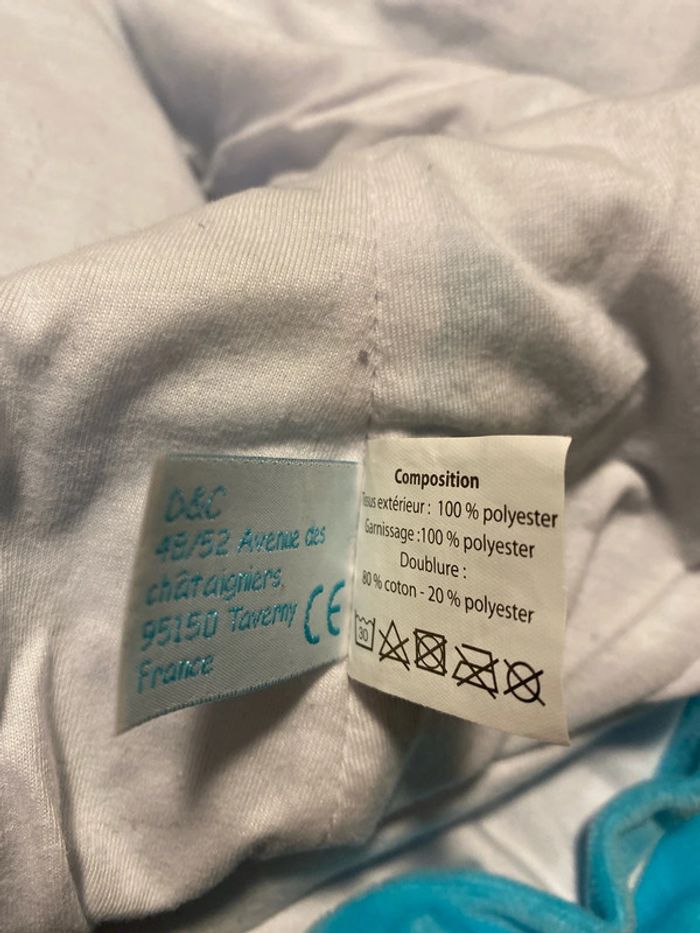 D&C
48/52 Avenue des
châtaigniers
95150 Taverny
France
CE
Composition
Tissus extérieur : 100 % polyester
Garnissage :100 % polyester
Doublure :
80 % coton - 20 % polyester
30